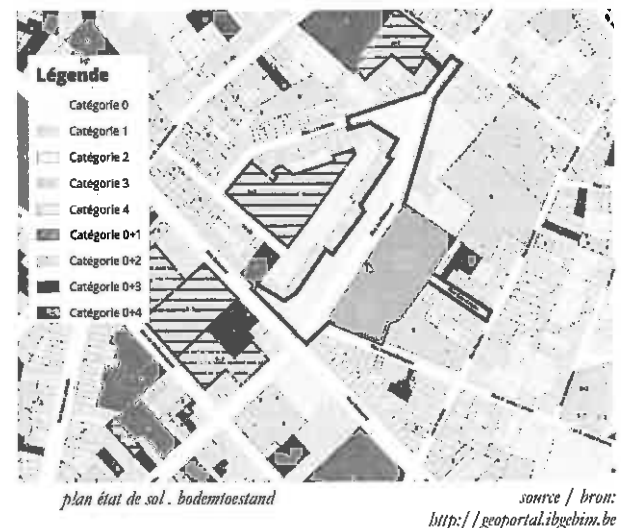 Légende
Catégorie 0
Catégorie 1
Catégorie 2
Catégorie 3
Catégorie 4
Catégorie 0+1
Catégorie 0+2
Catégorie 0+3
Catégorie 0+4
plan état de sol . bodemtoestand
source / bron:
http://geoportal.ibgebim.be